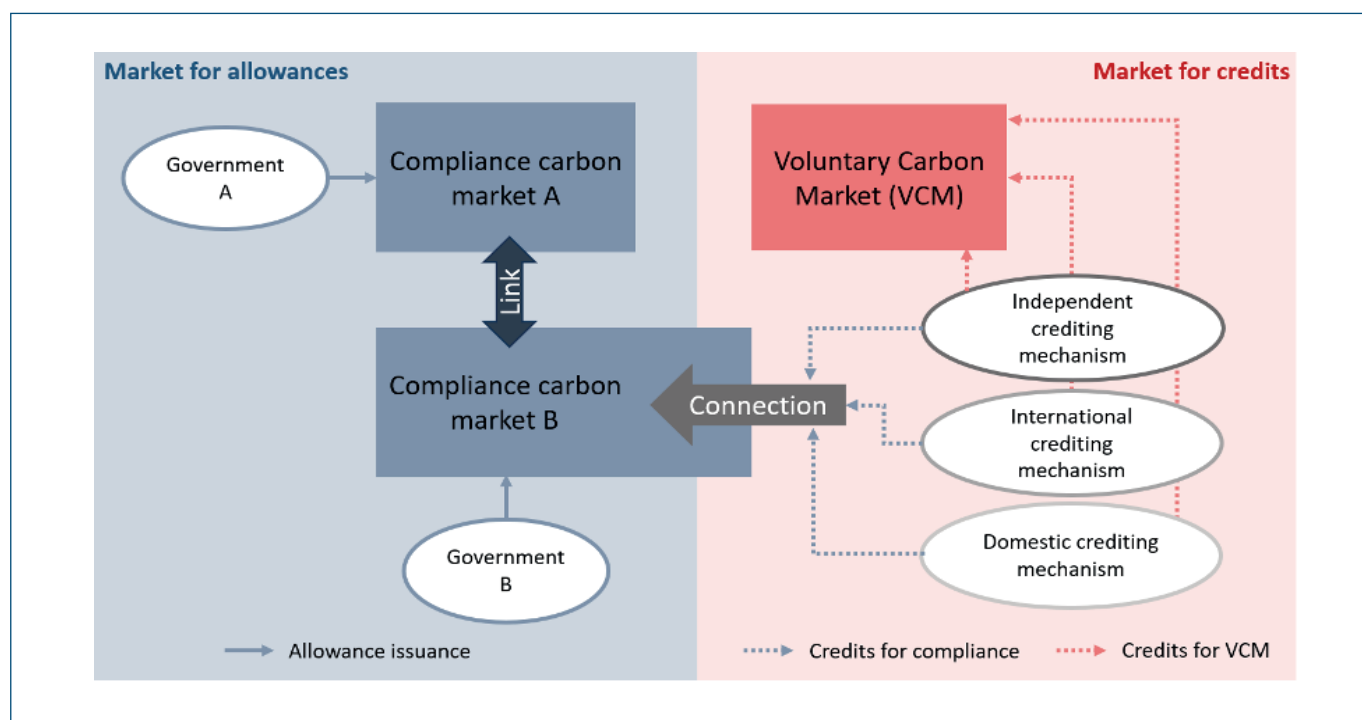 Market for allowances
Market for credits
Government
A
Compliance carbon
market A
Voluntary Carbon
Market (VCM)
Link
Independent
crediting
mechanism
Compliance carbon
market B
Connection
International
crediting
mechanism
Government
B
Domestic crediting
mechanism
Allowance issuance
Credits for compliance
Credits for VCM